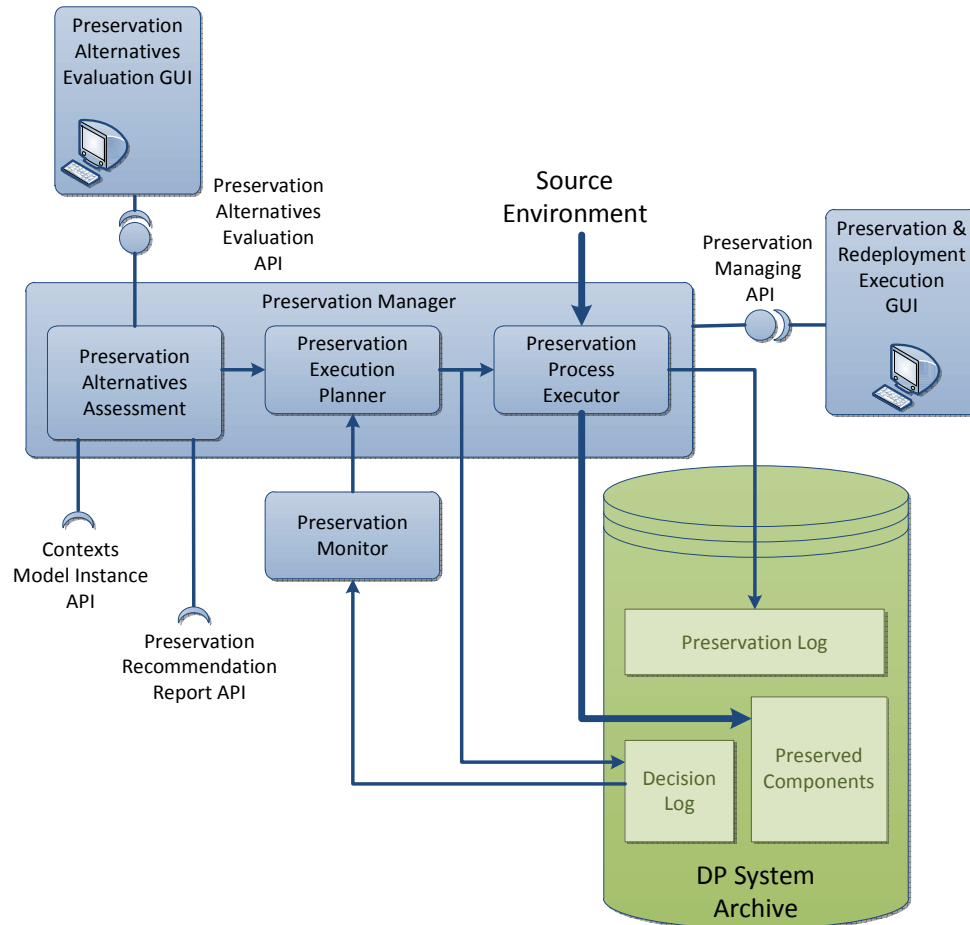 Preservation
Alternatives
Evaluation GUI
Preservation
Alternatives
Evaluation
API
Source
Environment
Preservation
Managing
API
Preservation &
Redeployment
Execution
GUI
Preservation Manager
Preservation
Alternatives
Assessment
Preservation
Execution
Planner
Preservation
Process
Executor
Preservation
Monitor
Contexts
Model Instance
API
Preservation
Recommendation
Report API
Preservation Log
Decision
Log
Preserved
Components
DP System
Archive